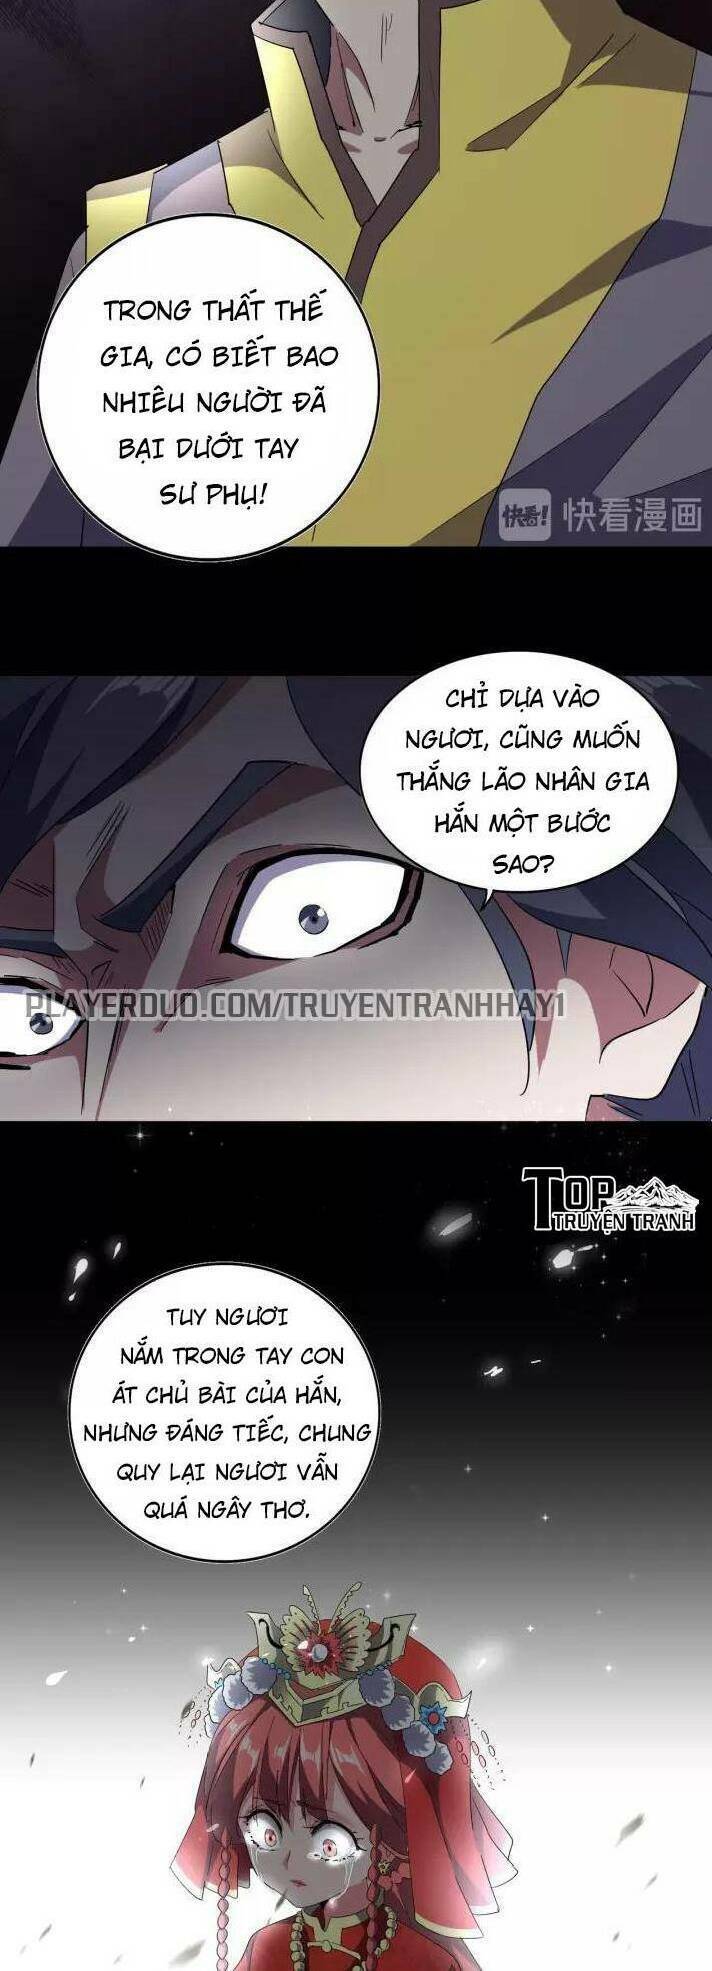 TRONG THẤT THẾ
GIA, CÓ BIẾT BAO
NHIÊU NGƯỜI ĐÃ
BẠI DƯỚI TAY
SƯ PHỤ!
快看! 快看漫画
CHỈ DỰA VÀO
NGƯƠI, CŨNG MUỐN
THẮNG LÃO NHÂN GIA
HẮN MỘT BƯỚC
SAO?
PLAYERDUO.COM/TRUYENTRANHHAY1
TOP
TRUYỆN TRANH
TUY NGƯƠI
NẮM TRONG TAY CON
ÁT CHỦ BÀI CỦA HẮN,
NHƯNG ĐÁNG TIẾC, CHUNG
QUY LẠI NGƯƠI VẪN
QUÁ NGÂY THƠ.